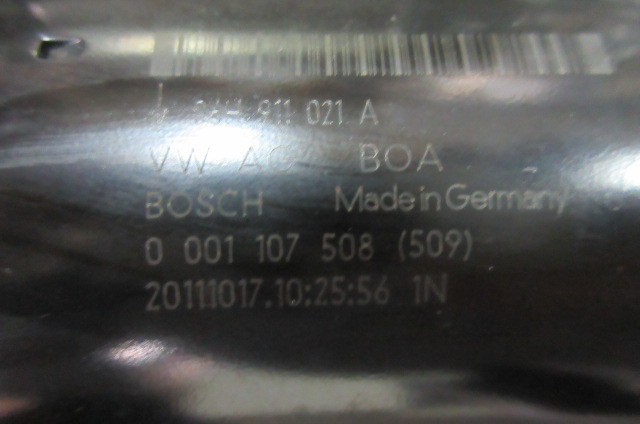 911 021 A
VW AG BOA
BOSCH Made in Germany
0 001 107 508 (509)
20111017.10:25:56 1N